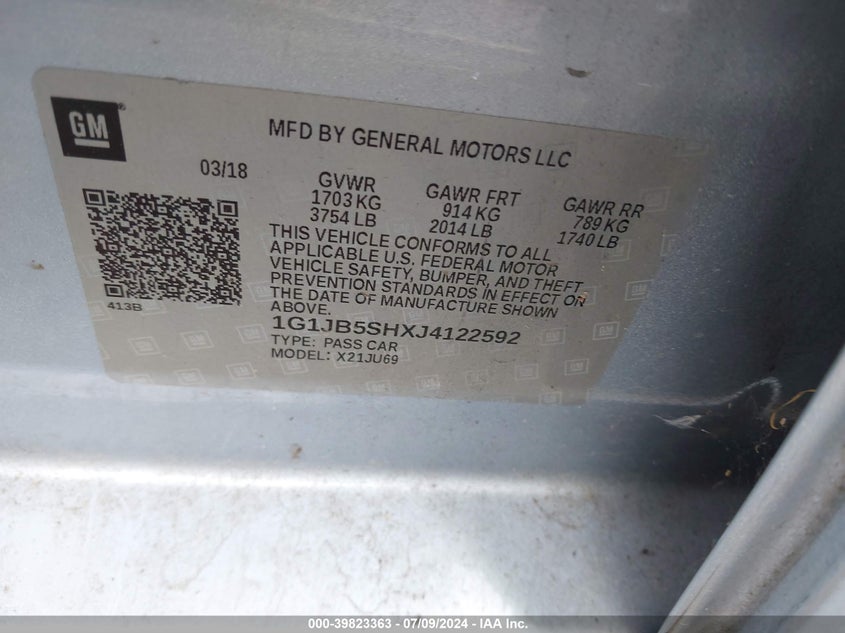 GM
MFD BY GENERAL MOTORS LLC
03/18
GVWR
1703 KG
3754 LB
GAWR FRT
914 KG
2014 LB
GAWR RR
789 KG
1740 LB
THIS VEHICLE CONFORMS TO ALL
APPLICABLE U.S. FEDERAL MOTOR
VEHICLE SAFETY, BUMPER, AND THEFT
PREVENTION STANDARDS IN EFFECT ON
THE DATE OF MANUFACTURE SHOWN
ABOVE.
413B
1G1JB5SHXJ4122592
TYPE: PASS CAR
MODEL: X21JU69
000-39823363 - 07/09/2024 - IAA Inc.